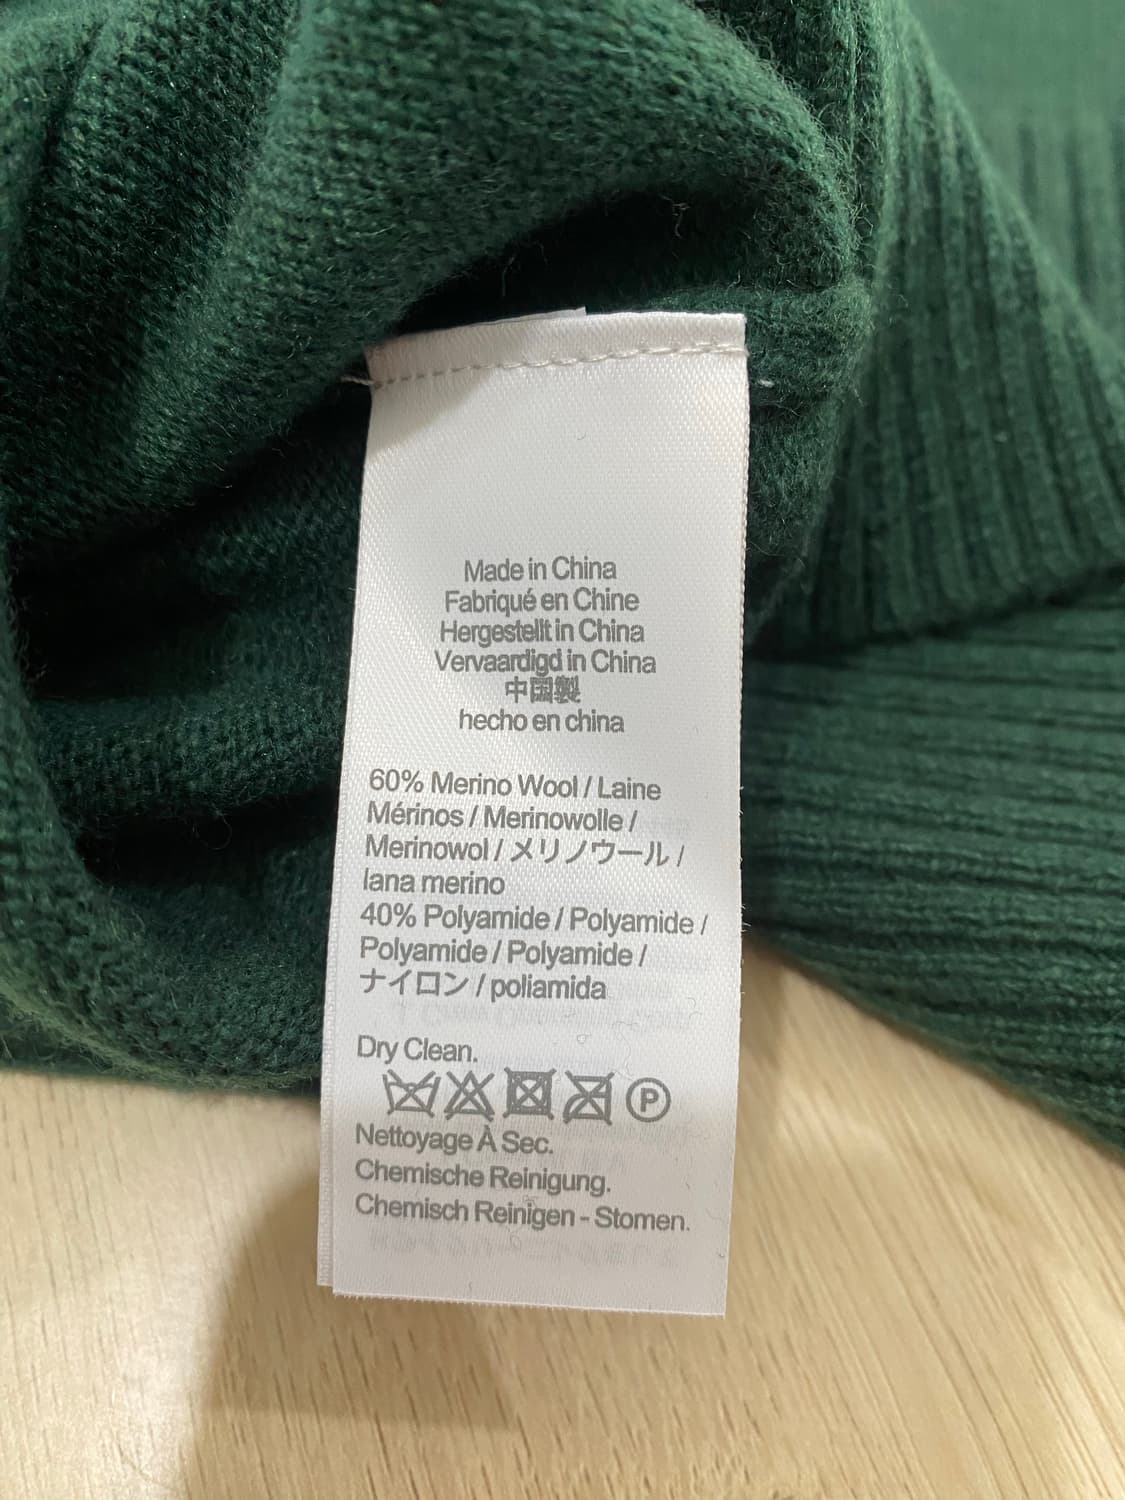 Made in China
Fabriqué en Chine
Hergestellt in China
Vervaardigd in China
中国製
hecho en china
60% Merino Wool / Laine
Mérinos / Merinowolle /
Merinowol / メリノウール /
lana merino
40% Polyamide / Polyamide /
Polyamide / Polyamide /
ナイロン / poliamida
Dry Clean.
P
Nettoyage À Sec.
Chemische Reinigung.
Chemisch Reinigen - Stomen.